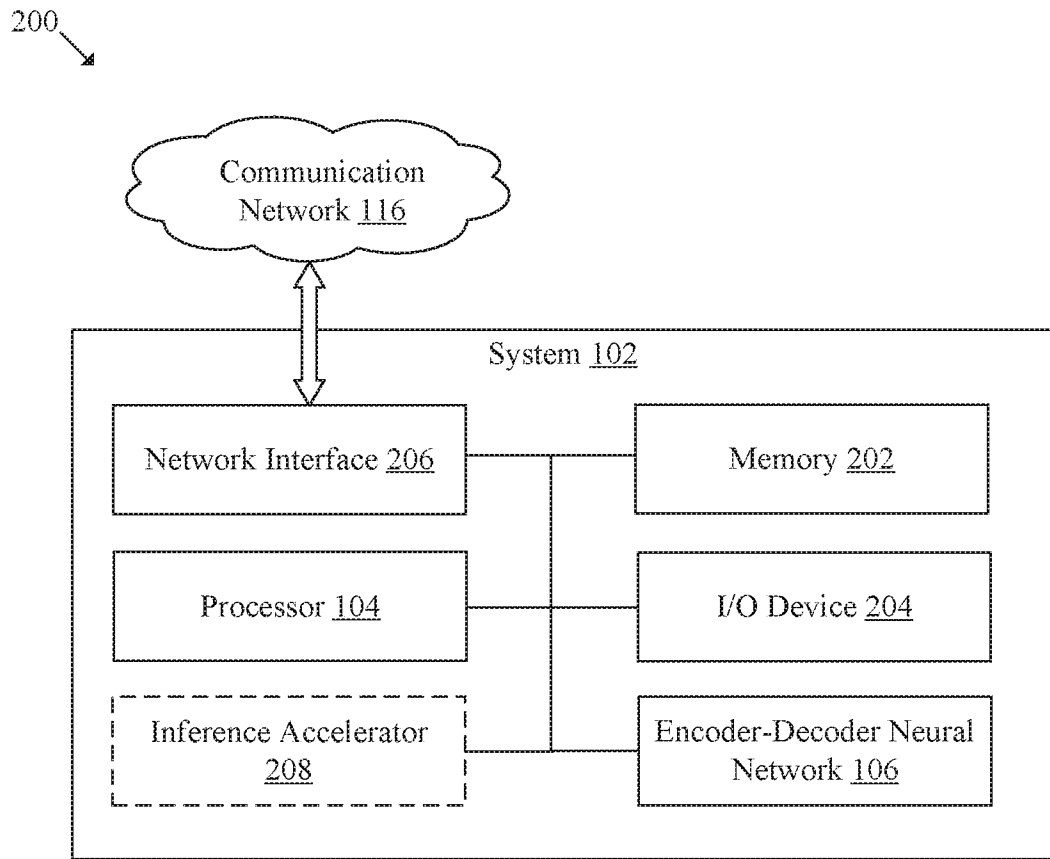 200
Communication
Network 116
System 102
Network Interface 206
Memory 202
Processor 104
I/O Device 204
Inference Accelerator
208
Encoder-Decoder Neural
Network 106